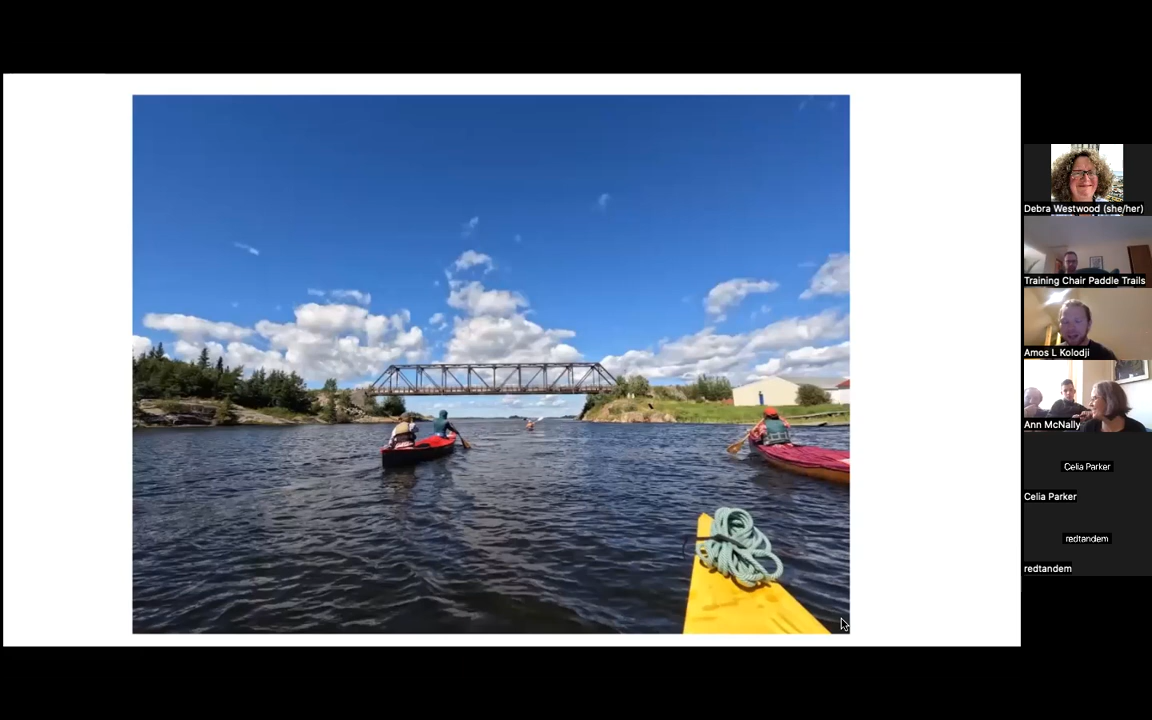 Debra Westwood (she/her)
Training Chair Paddle Trails
Amos L Kolodji
Ann McNally
Celia Parker
Celia Parker
redtandem
redtandem